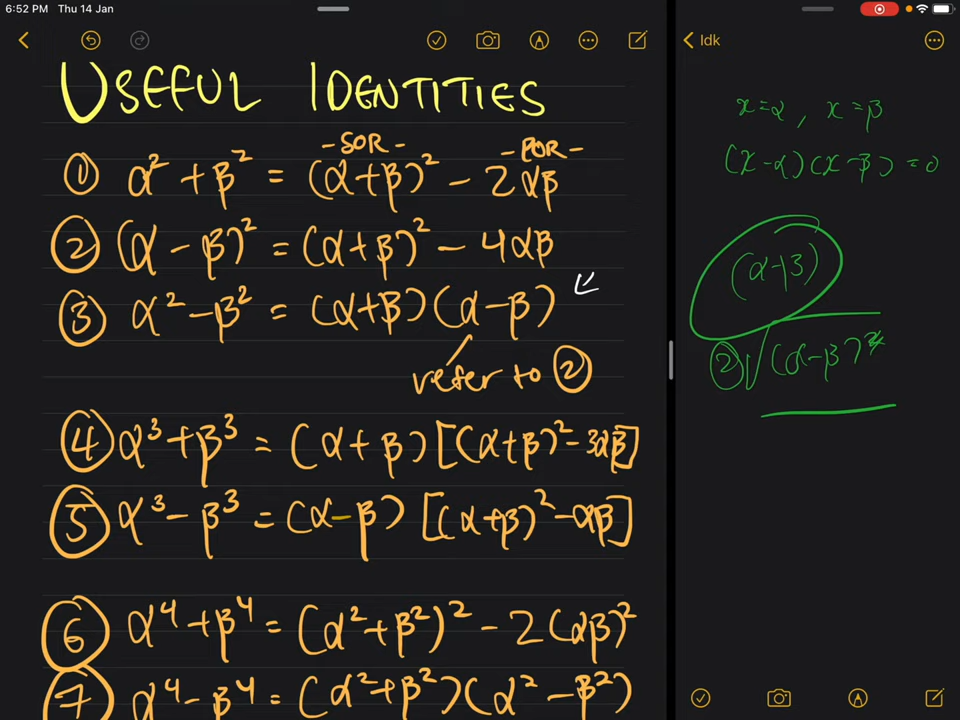 6:52 PM Thu 14 Jan
USEFUL IDENTITIES
-SOR- -POR-
① α² + β² = (α+β)² - 2αβ
② (α - β)² = (α+β)² - 4αβ
③ α² - β² = (α+β)(α-β)
refer to ②
④ α³ + β³ = (α+β)[(α+β)² - 3αβ]
⑤ α³ - β³ = (α-β)[(α+β)² - αβ]
⑥ α⁴ + β⁴ = (α²+β²)² - 2(αβ)²
⑦ α⁴ - β⁴ = (α²+β²)(α² - β²)
Idk
x=α, x=β
(x-α)(x-β)=0
(α-β)
② √(α-β)²